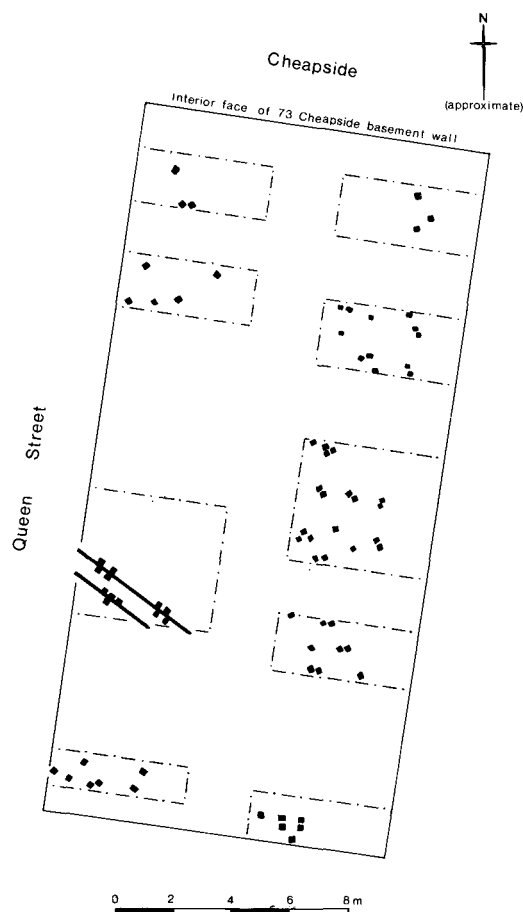 N
Cheapside
(approximate)
Interior face of 73 Cheapside basement wall
Queen Street
0 2 4 6 8 m